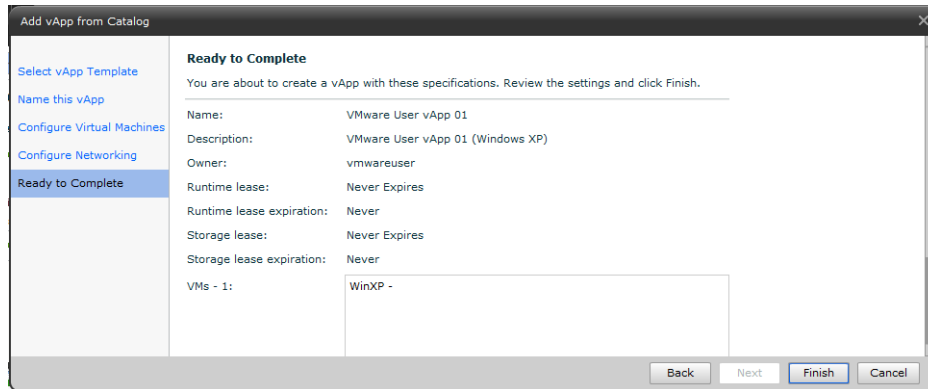 Add vApp from Catalog
Select vApp Template
Name this vApp
Configure Virtual Machines
Configure Networking
Ready to Complete
Ready to Complete
You are about to create a vApp with these specifications. Review the settings and click Finish.
Name: VMware User vApp 01
Description: VMware User vApp 01 (Windows XP)
Owner: vmwareuser
Runtime lease: Never Expires
Runtime lease expiration: Never
Storage lease: Never Expires
Storage lease expiration: Never
VMs - 1: WinXP -
Back Next Finish Cancel